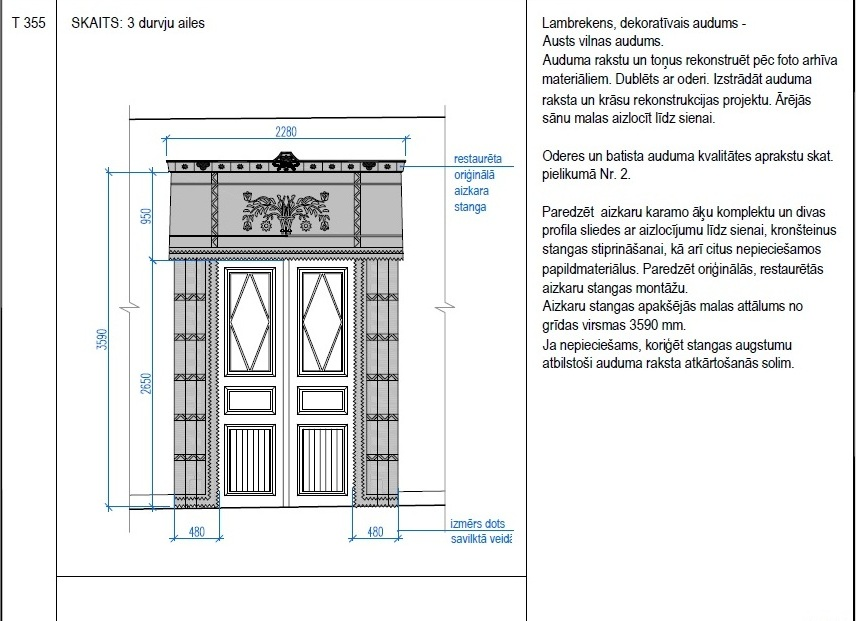 T 355
SKAITS: 3 durvju ailes
2280
restaurēta
oriģinālā
aizkara
stanga
950
3590
2650
480
480
izmērs dots
savilktā veidā
Lambrekens, dekoratīvais audums -
Austs vilnas audums.
Auduma rakstu un toņus rekonstruēt pēc foto arhīva
materiāliem. Dublēts ar oderi. Izstrādāt auduma
raksta un krāsu rekonstrukcijas projektu. Ārējās
sānu malas aizlocīt līdz sienai.
Oderes un batista auduma kvalitātes aprakstu skat.
pielikumā Nr. 2.
Paredzēt aizkaru karamo āķu komplektu un divas
profila sliedes ar aizlocījumu līdz sienai, kronšteinus
stangas stiprināšanai, kā arī citus nepieciešamos
papildmateriālus. Paredzēt oriģinālās, restaurētās
aizkaru stangas montāžu.
Aizkaru stangas apakšējās malas attālums no
grīdas virsmas 3590 mm.
Ja nepieciešams, koriģēt stangas augstumu
atbilstoši auduma raksta atkārtošanās solim.